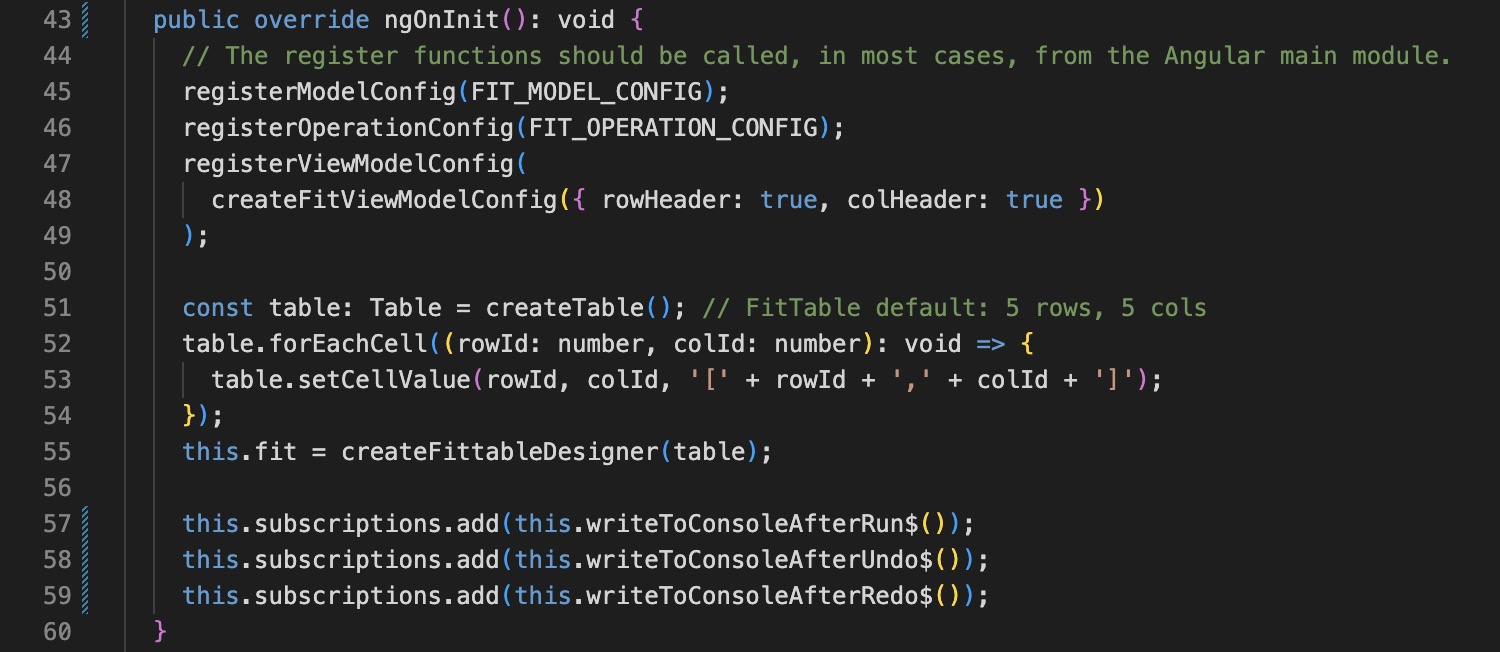 43 public override ngOnInit(): void {
44 // The register functions should be called, in most cases, from the Angular main module.
45 registerModelConfig(FIT_MODEL_CONFIG);
46 registerOperationConfig(FIT_OPERATION_CONFIG);
47 registerViewModelConfig(
48 createFitViewModelConfig({ rowHeader: true, colHeader: true })
49 );
50
51 const table: Table = createTable(); // FitTable default: 5 rows, 5 cols
52 table.forEachCell((rowId: number, colId: number): void => {
53 table.setCellValue(rowId, colId, '[' + rowId + ',' + colId + ']');
54 });
55 this.fit = createFittableDesigner(table);
56
57 this.subscriptions.add(this.writeToConsoleAfterRun$());
58 this.subscriptions.add(this.writeToConsoleAfterUndo$());
59 this.subscriptions.add(this.writeToConsoleAfterRedo$());
60 }